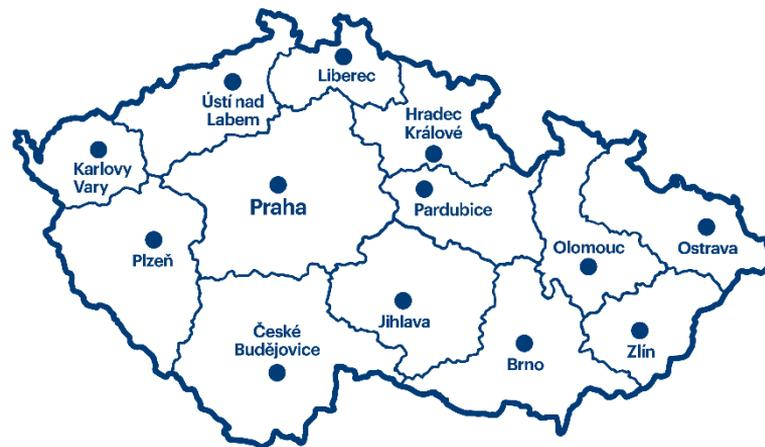 Liberec
Ústí nad
Labem
Hradec
Králové
Karlovy
Vary
Praha
Pardubice
Plzeň
Olomouc
Ostrava
České
Budějovice
Jihlava
Brno
Zlín